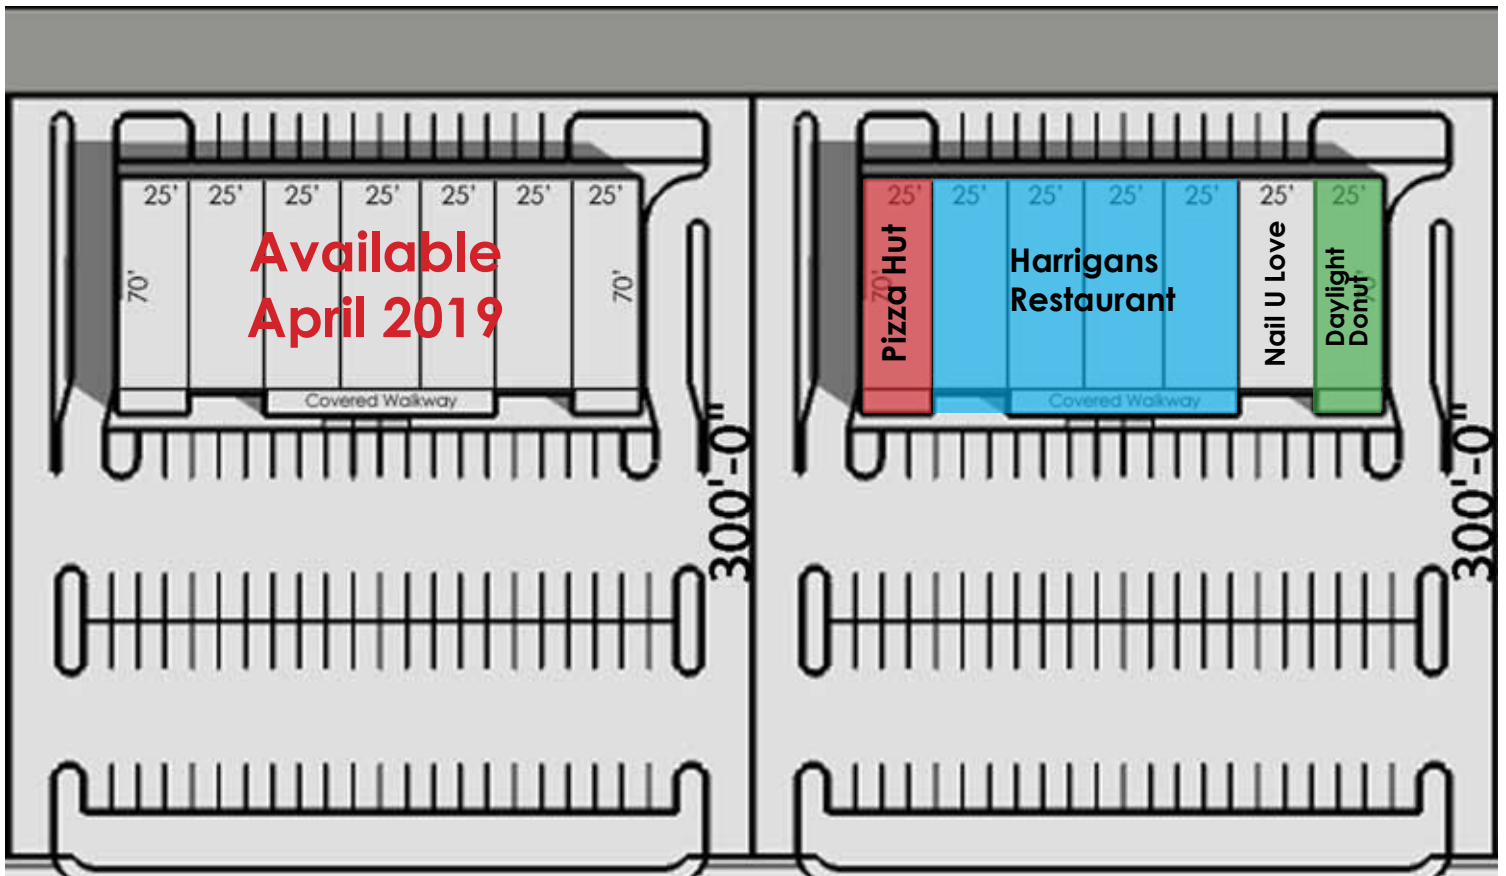 25' 25' 25' 25' 25' 25' 25'
Available
April 2019
70'
70'
Covered Walkway
300'-0"
25' 25' 25' 25' 25' 25' 25'
70'
Pizza Hut
Harrigans
Restaurant
Nail U Love
Daylight
Donut
Covered Walkway
300'-0"